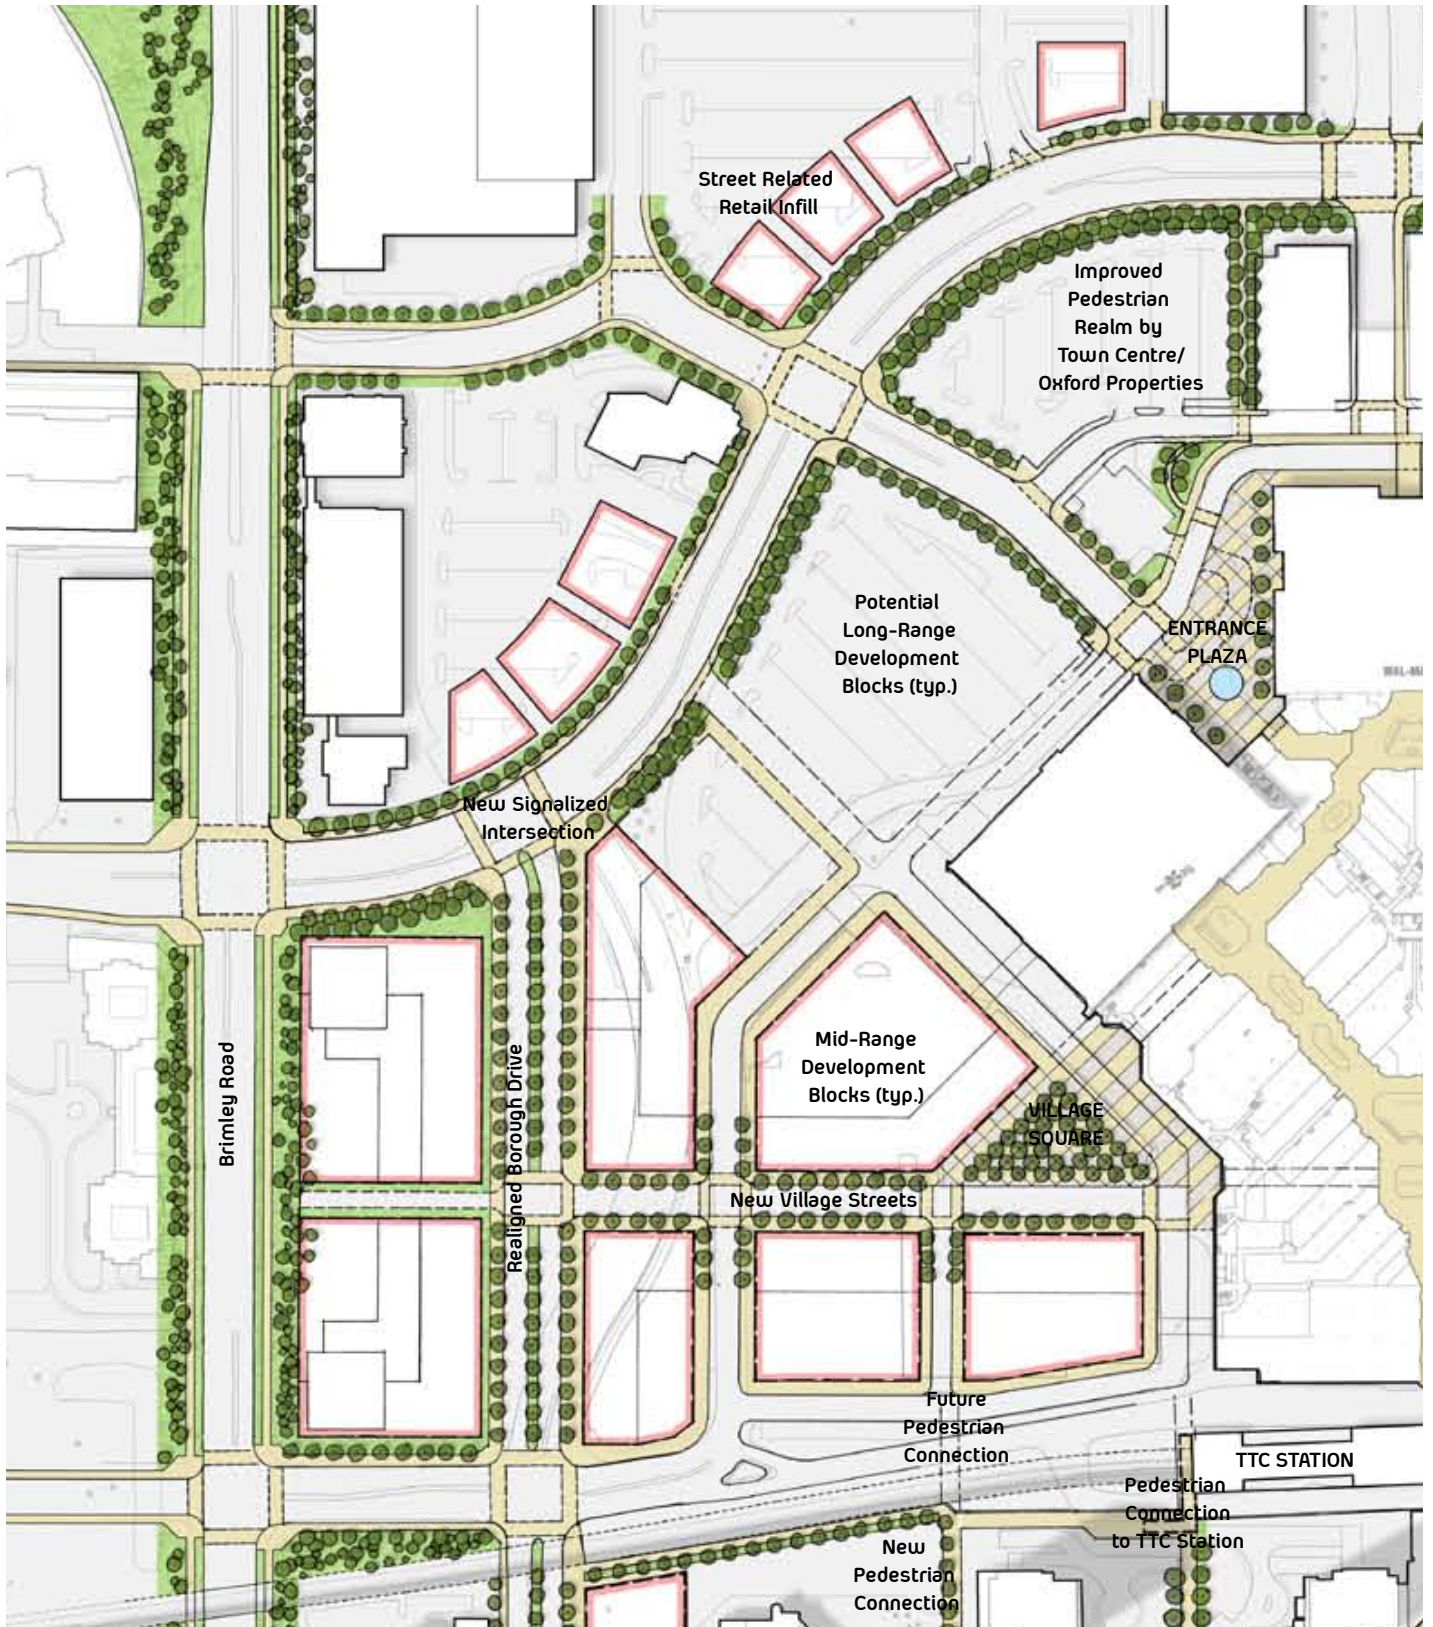 Street Related
Retail Infill
Improved
Pedestrian
Realm by
Town Centre/
Oxford Properties
Potential
Long-Range
Development
Blocks (typ.)
ENTRANCE
PLAZA
New Signalized
Intersection
Brimley Road
Realigned Borough Drive
Mid-Range
Development
Blocks (typ.)
VILLAGE
SQUARE
New Village Streets
Future
Pedestrian
Connection
TTC STATION
Pedestrian
Connection
to TTC Station
New
Pedestrian
Connection